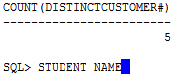 COUNT(DISTINCTCUSTOMER#)
------------------------
5
SQL> STUDENT NAME